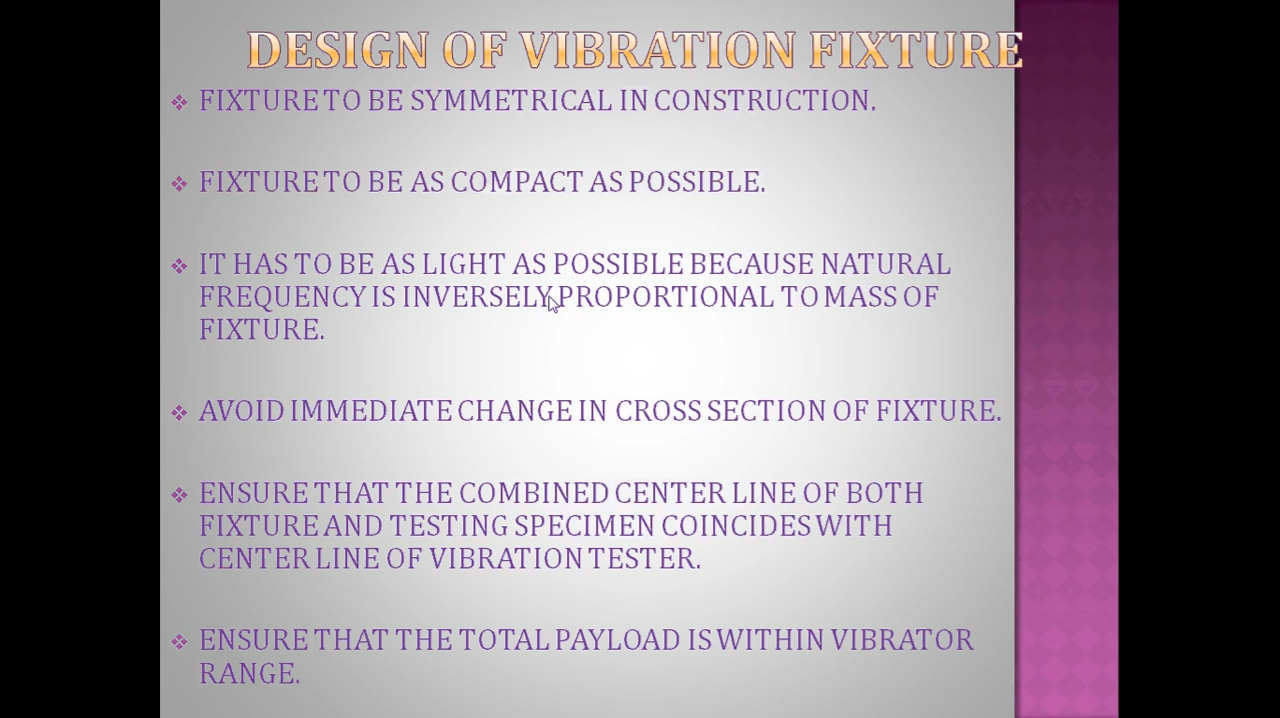 DESIGN OF VIBRATION FIXTURE
❖ FIXTURE TO BE SYMMETRICAL IN CONSTRUCTION.
❖ FIXTURE TO BE AS COMPACT AS POSSIBLE.
❖ IT HAS TO BE AS LIGHT AS POSSIBLE BECAUSE NATURAL
FREQUENCY IS INVERSELY PROPORTIONAL TO MASS OF
FIXTURE.
❖ AVOID IMMEDIATE CHANGE IN CROSS SECTION OF FIXTURE.
❖ ENSURE THAT THE COMBINED CENTER LINE OF BOTH
FIXTURE AND TESTING SPECIMEN COINCIDES WITH
CENTER LINE OF VIBRATION TESTER.
❖ ENSURE THAT THE TOTAL PAYLOAD IS WITHIN VIBRATOR
RANGE.